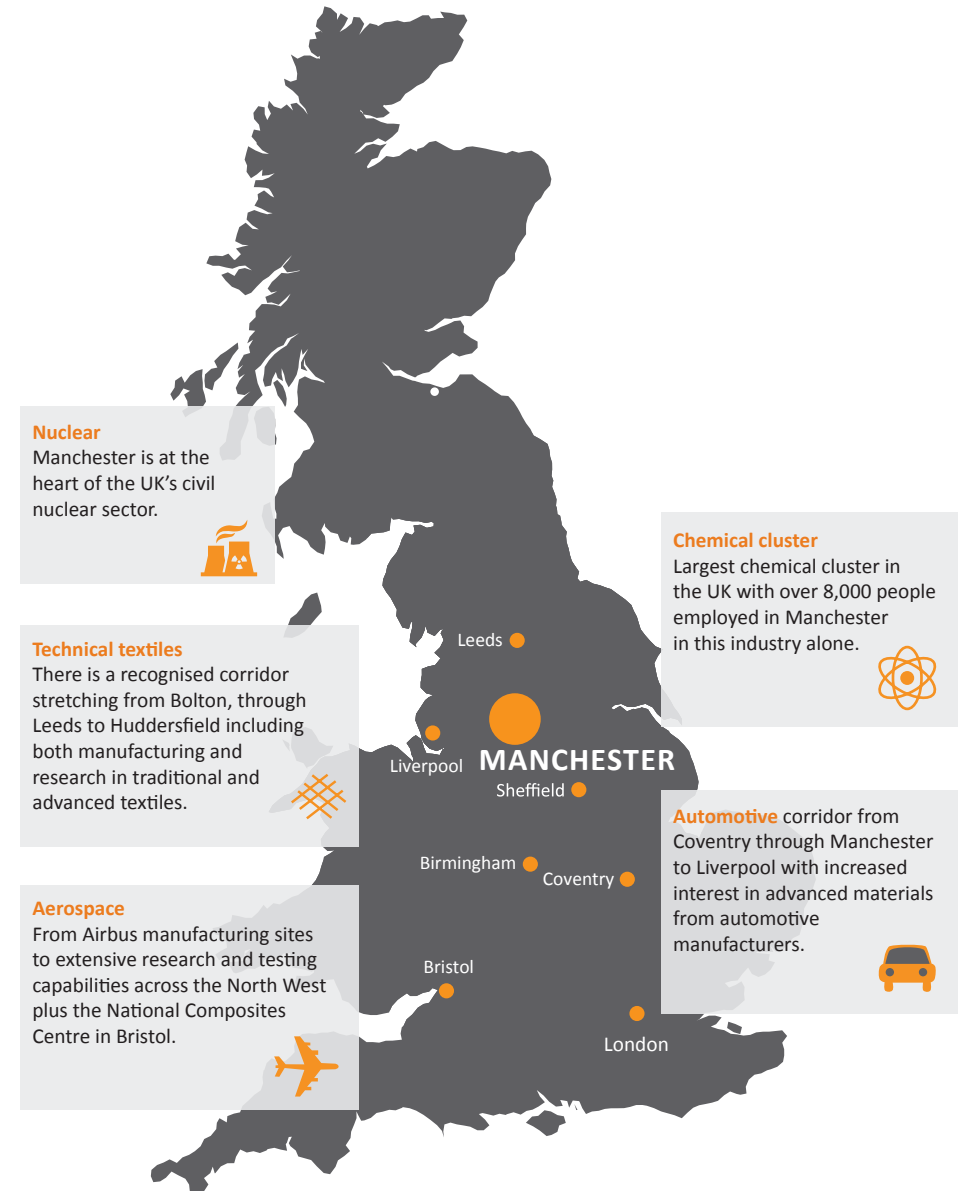 Nuclear
Manchester is at the
heart of the UK's civil
nuclear sector.
Chemical cluster
Largest chemical cluster in
the UK with over 8,000 people
employed in Manchester
in this industry alone.
Technical textiles
There is a recognised corridor
stretching from Bolton, through
Leeds to Huddersfield including
both manufacturing and
research in traditional and
advanced textiles.
Leeds
Liverpool
MANCHESTER
Sheffield
Birmingham
Coventry
Automotive corridor from
Coventry through Manchester
to Liverpool with increased
interest in advanced materials
from automotive
manufacturers.
Aerospace
From Airbus manufacturing sites
to extensive research and testing
capabilities across the North West
plus the National Composites
Centre in Bristol.
Bristol
London